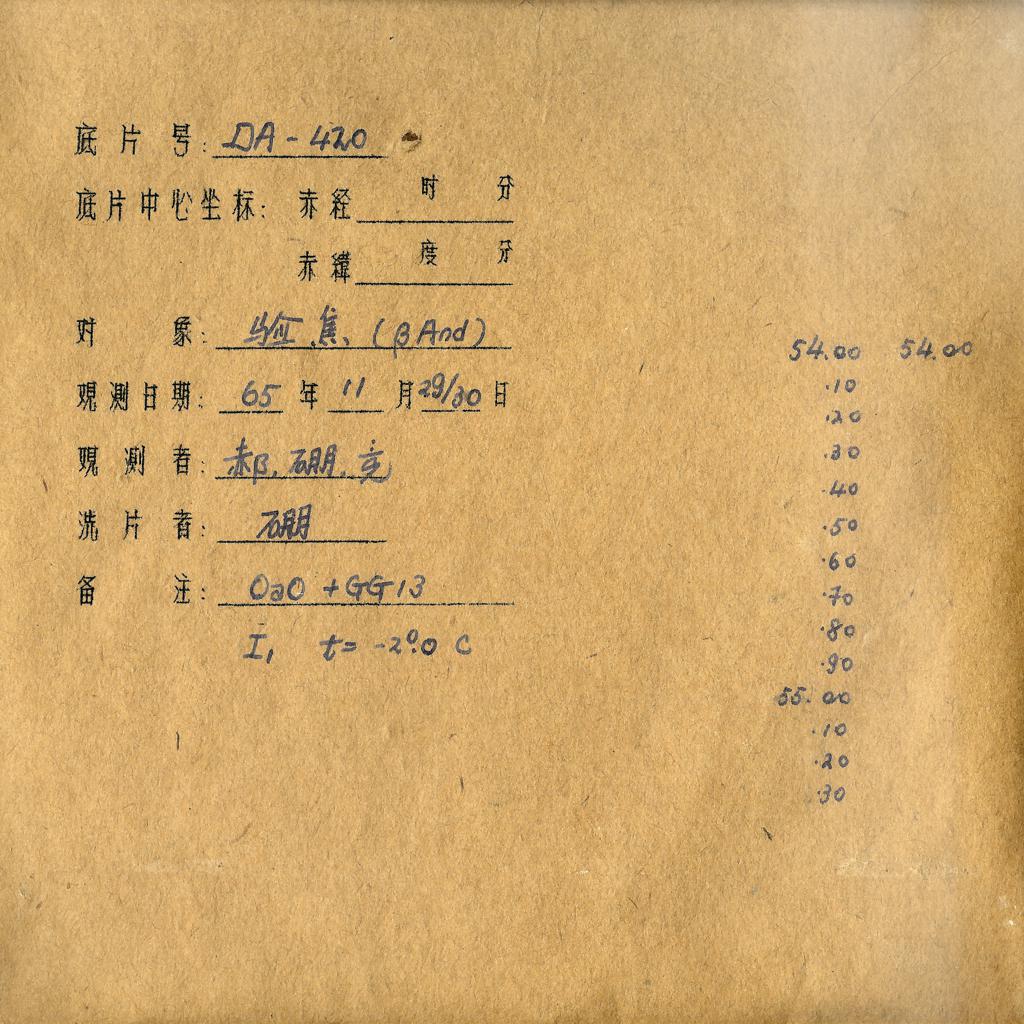 底片号: DA-420
底片中心坐标: 赤经 时 分
赤緯 度 分
对 象: 验焦、(β And)
观测日期: 65 年 11 月 29/30 日
观测者: 郝、硼、竞
洗片者: 硼
备 注: OaO + GG13
I, t= -2°.0 C
54.00 54.00
.10
.20
.30
.40
.50
.60
.70
.80
.90
55.00
.10
.20
.30